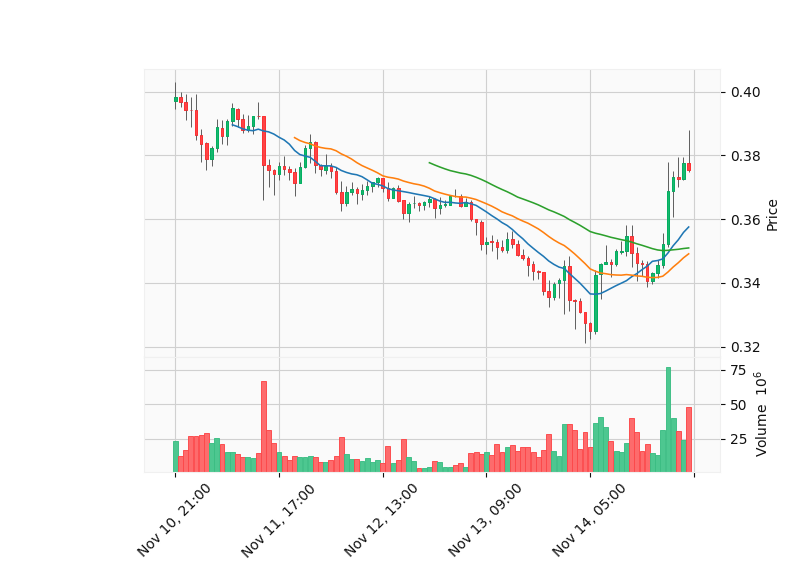 0.40
0.38
0.36
0.34
0.32
Price
75
50
25
Volume 10⁶
Nov 10, 21:00
Nov 11, 17:00
Nov 12, 13:00
Nov 13, 09:00
Nov 14, 05:00